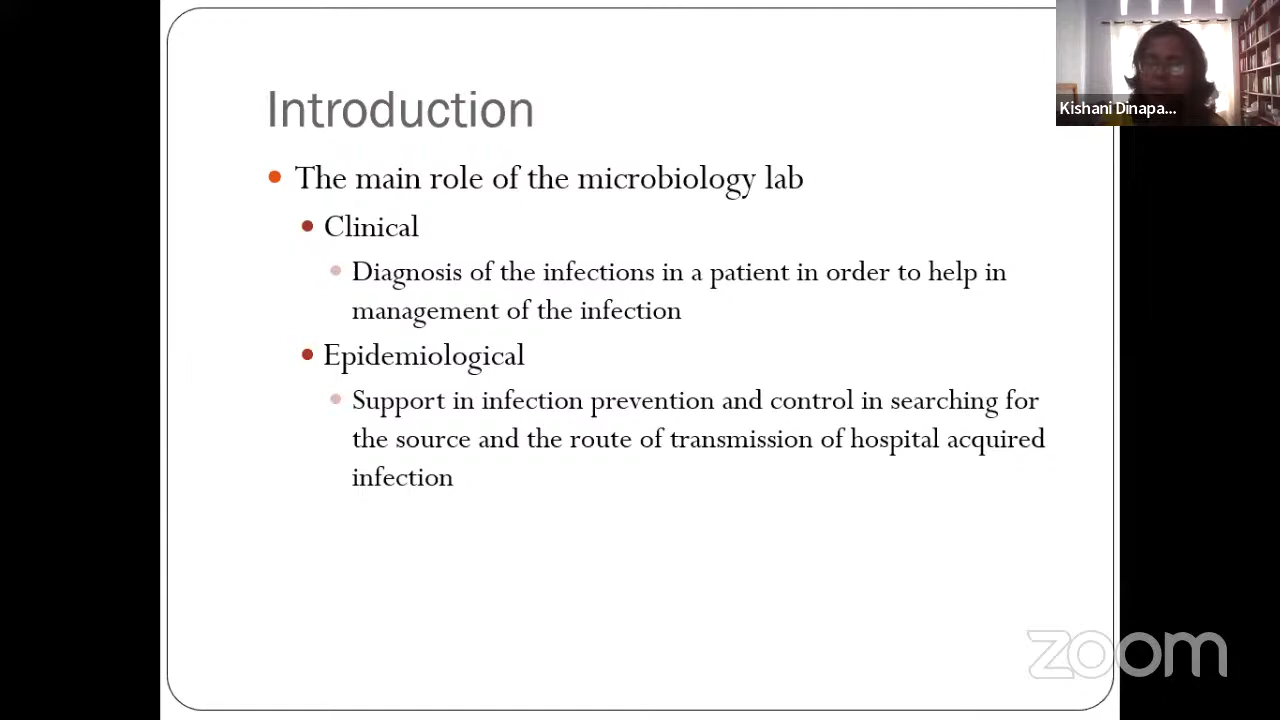 Introduction
The main role of the microbiology lab
Clinical
Diagnosis of the infections in a patient in order to help in
management of the infection
Epidemiological
Support in infection prevention and control in searching for
the source and the route of transmission of hospital acquired
infection
Kishani Dinapa...
zoom